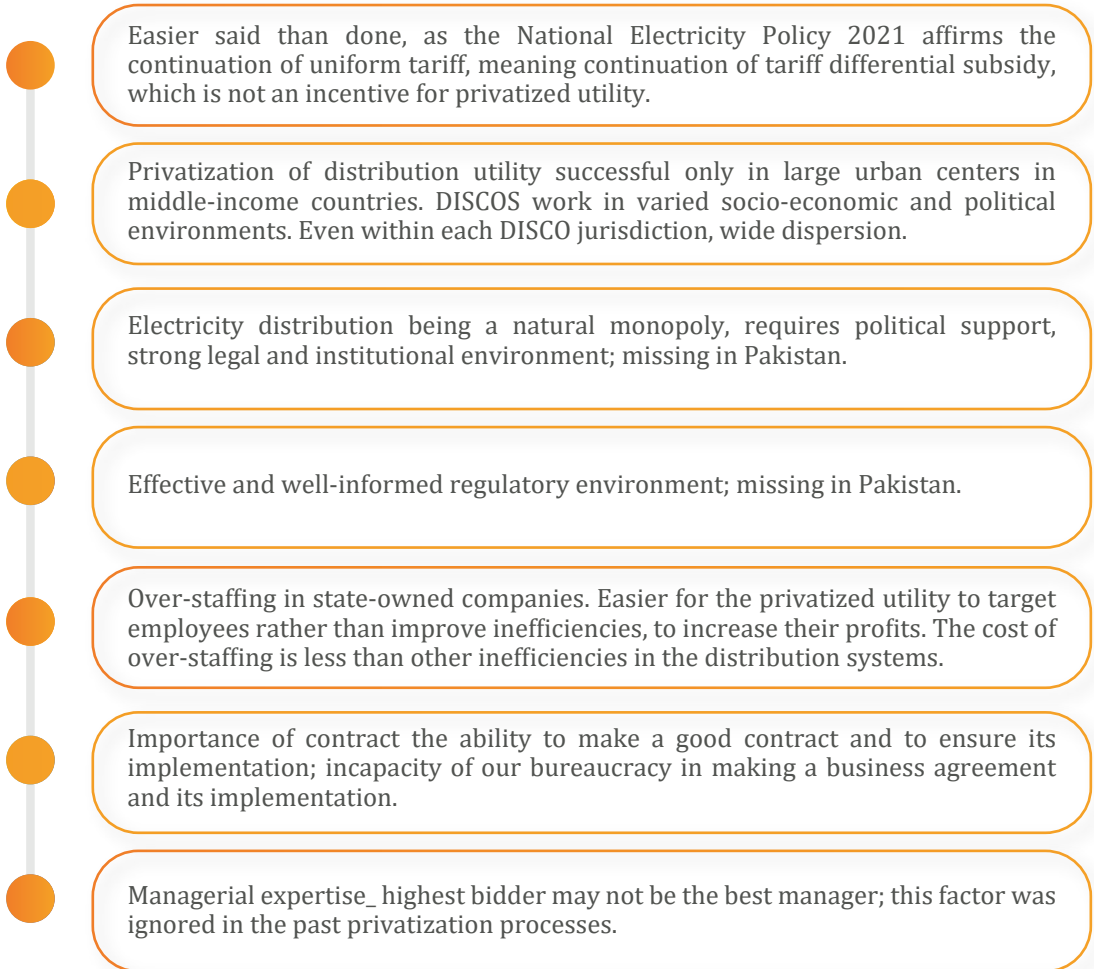 Easier said than done, as the National Electricity Policy 2021 affirms the
continuation of uniform tariff, meaning continuation of tariff differential subsidy,
which is not an incentive for privatized utility.
Privatization of distribution utility successful only in large urban centers in
middle-income countries. DISCOS work in varied socio-economic and political
environments. Even within each DISCO jurisdiction, wide dispersion.
Electricity distribution being a natural monopoly, requires political support,
strong legal and institutional environment; missing in Pakistan.
Effective and well-informed regulatory environment; missing in Pakistan.
Over-staffing in state-owned companies. Easier for the privatized utility to target
employees rather than improve inefficiencies, to increase their profits. The cost of
over-staffing is less than other inefficiencies in the distribution systems.
Importance of contract the ability to make a good contract and to ensure its
implementation; incapacity of our bureaucracy in making a business agreement
and its implementation.
Managerial expertise_ highest bidder may not be the best manager; this factor was
ignored in the past privatization processes.